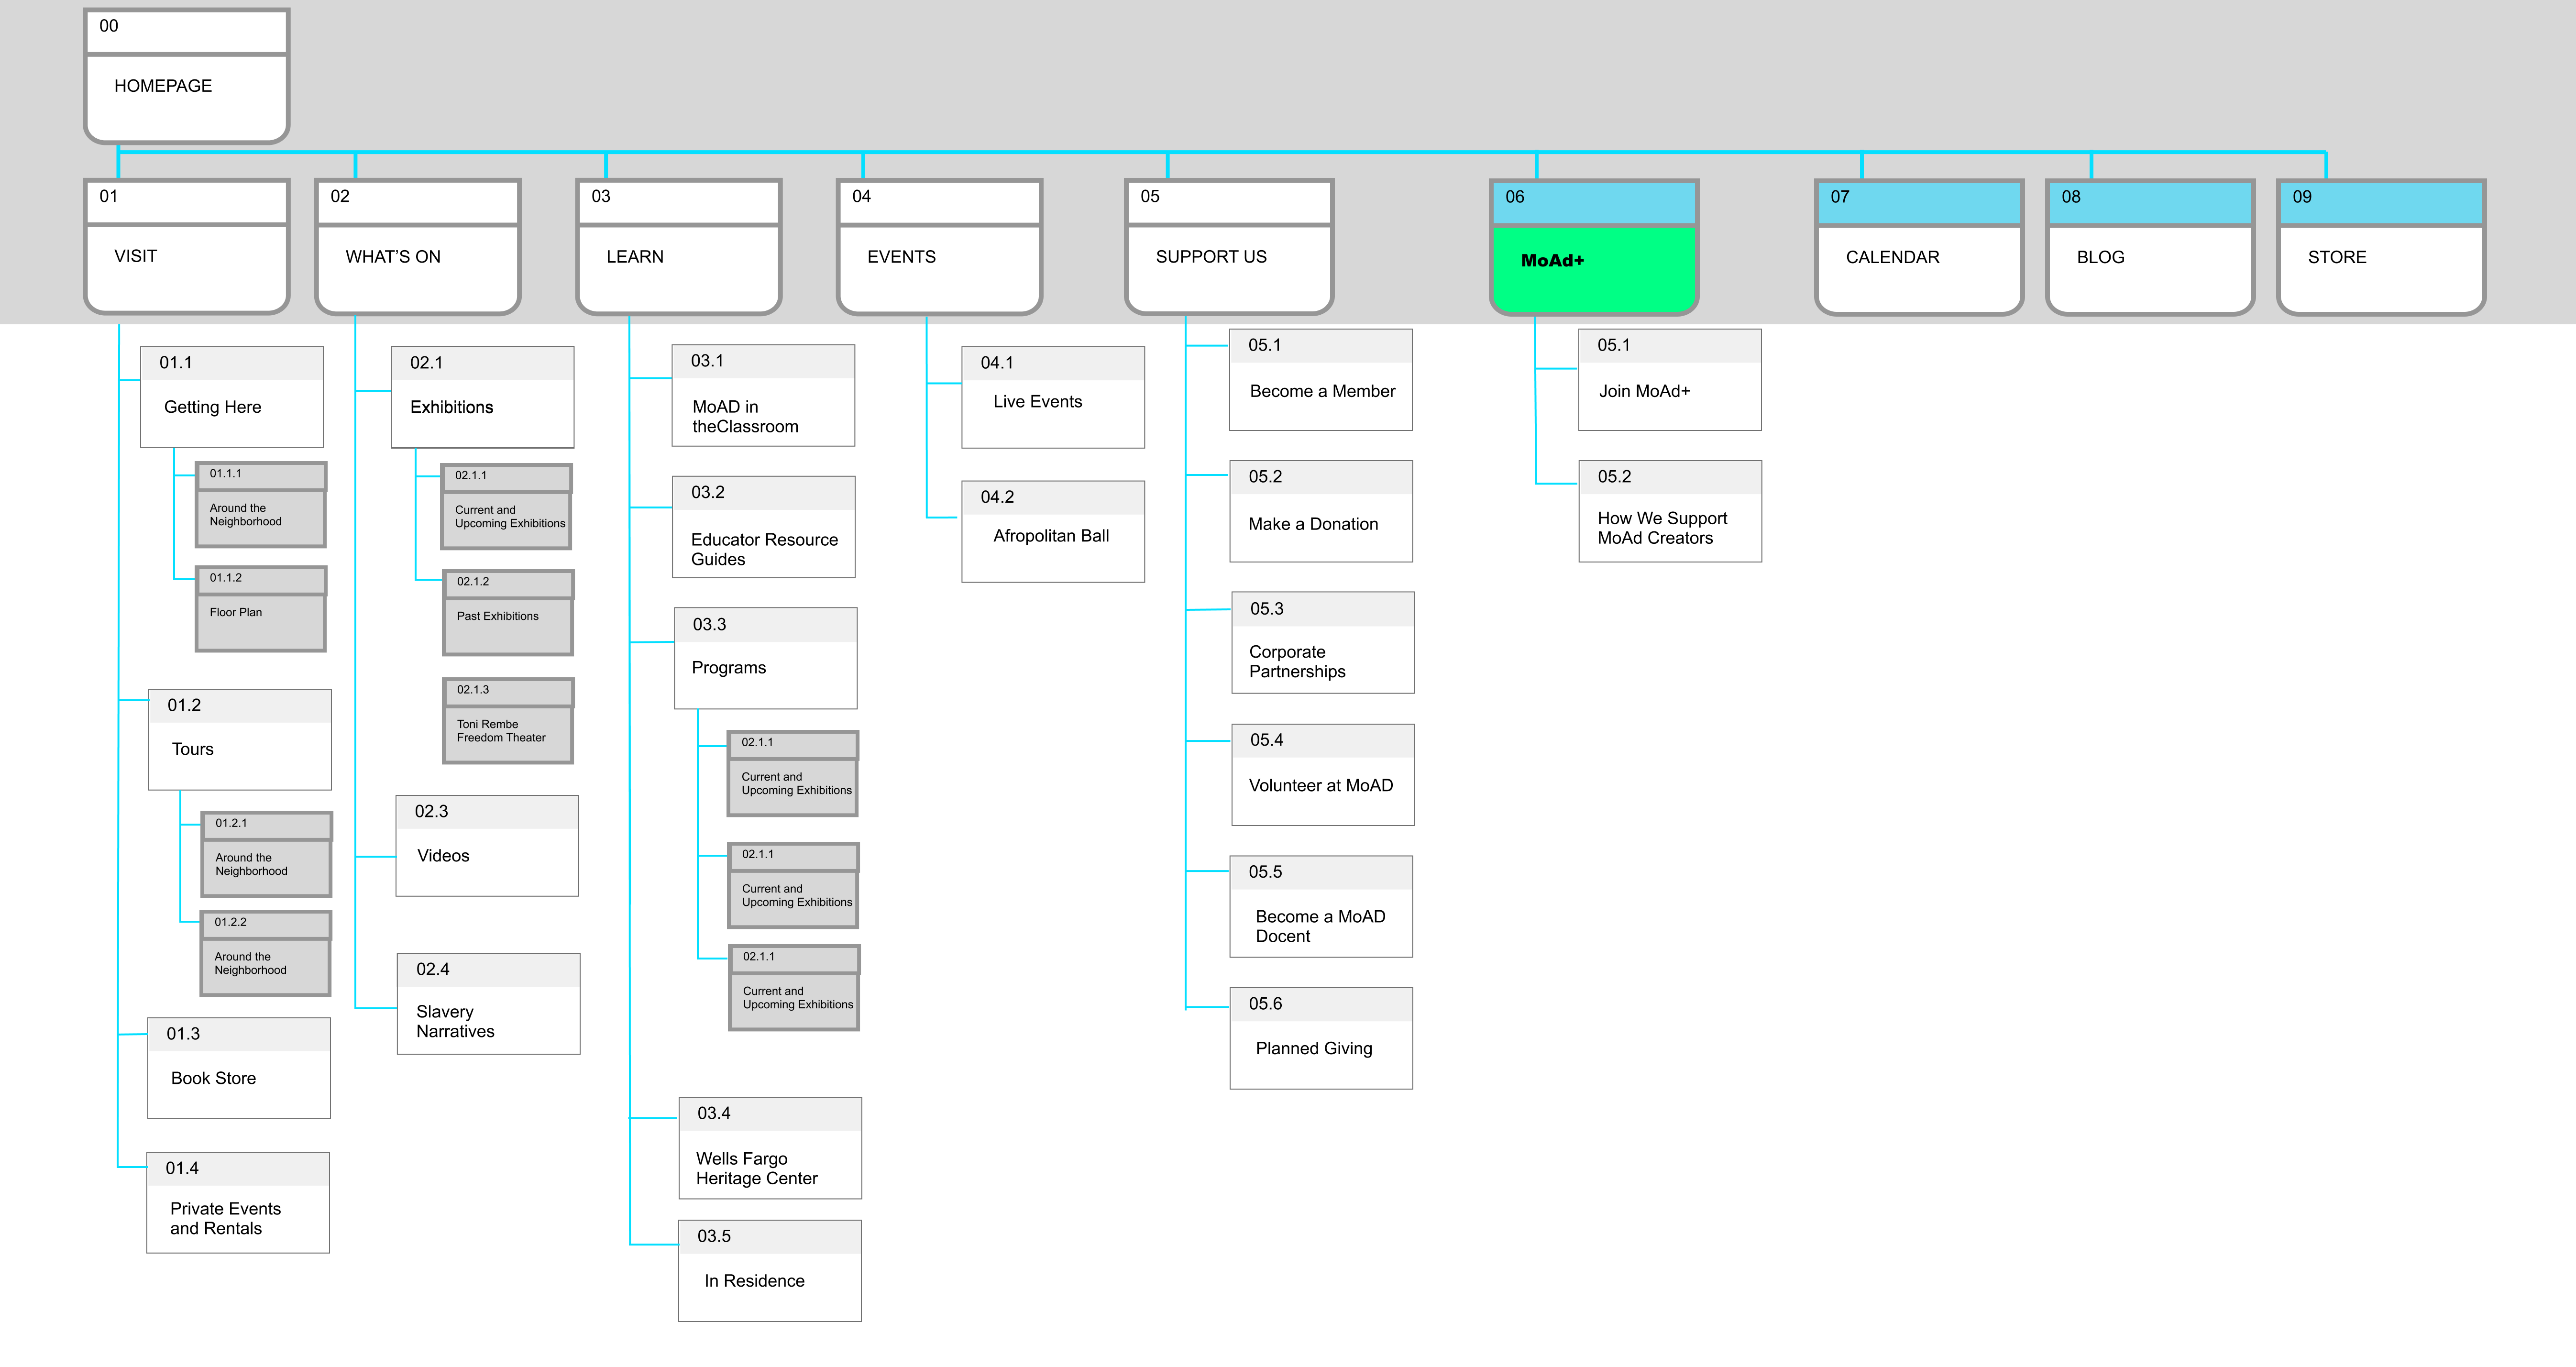 00
HOMEPAGE
01
VISIT
02
WHAT’S ON
03
LEARN
04
EVENTS
05
SUPPORT US
06
MoAd+
07
CALENDAR
08
BLOG
09
STORE
01.1
Getting Here
01.1.1
Around the
Neighborhood
01.1.2
Floor Plan
01.2
Tours
01.2.1
Around the
Neighborhood
01.2.2
Around the
Neighborhood
01.3
Book Store
01.4
Private Events
and Rentals
02.1
Exhibitions
02.1.1
Current and
Upcoming Exhibitions
02.1.2
Past Exhibitions
02.1.3
Toni Rembe
Freedom Theater
02.3
Videos
02.4
Slavery
Narratives
03.1
MoAD in
theClassroom
03.2
Educator Resource
Guides
03.3
Programs
02.1.1
Current and
Upcoming Exhibitions
02.1.1
Current and
Upcoming Exhibitions
02.1.1
Current and
Upcoming Exhibitions
03.4
Wells Fargo
Heritage Center
03.5
In Residence
04.1
Live Events
04.2
Afropolitan Ball
05.1
Become a Member
05.2
Make a Donation
05.3
Corporate
Partnerships
05.4
Volunteer at MoAD
05.5
Become a MoAD
Docent
05.6
Planned Giving
05.1
Join MoAd+
05.2
How We Support
MoAd Creators